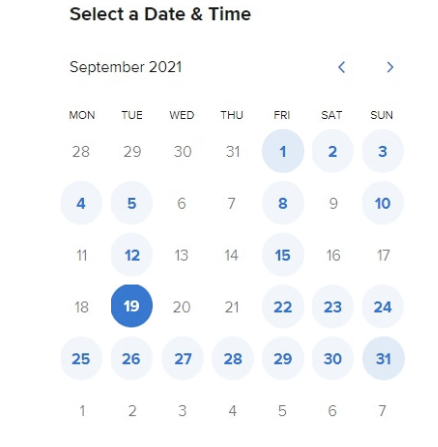 Select a Date & Time
September 2021
MON TUE WED THU FRI SAT SUN
28 29 30 31 1 2 3
4 5 6 7 8 9 10
11 12 13 14 15 16 17
18 19 20 21 22 23 24
25 26 27 28 29 30 31
1 2 3 4 5 6 7